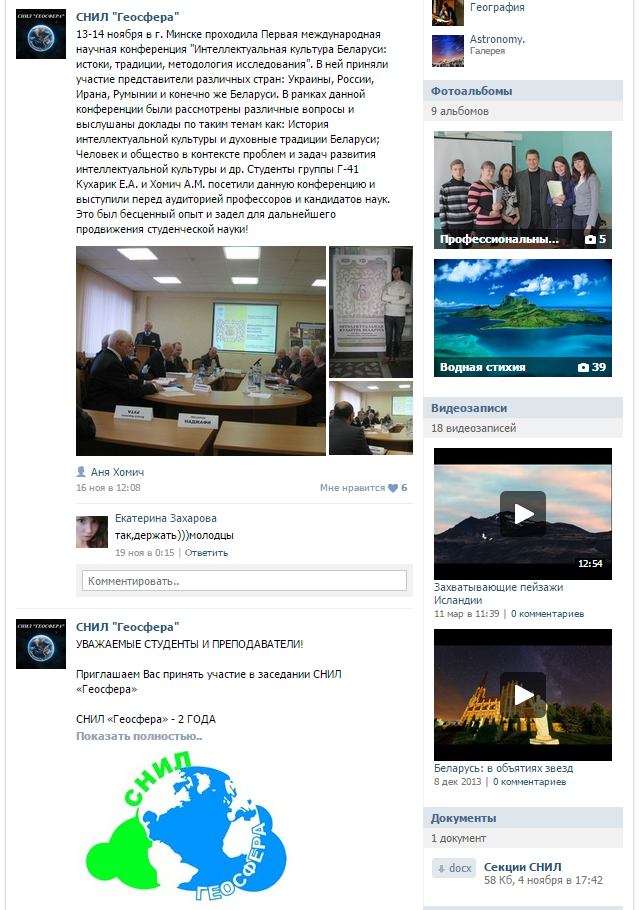 СНИЛ "ГЕОСФЕРА"
СНИЛ "Геосфера"
13-14 ноября в г. Минске проходила Первая международная
научная конференция "Интеллектуальная культура Беларуси:
истоки, традиции, методология исследования". В ней приняли
участие представители различных стран: Украины, России,
Ирана, Румынии и конечно же Беларуси. В рамках данной
конференции были рассмотрены различные вопросы и
выслушаны доклады по таким темам как: История
интеллектуальной культуры и духовные традиции Беларуси;
Человек и общество в контексте проблем и задач развития
интеллектуальной культуры и др. Студенты группы Г-41
Кухарик Е.А. и Хомич А.М. посетили данную конференцию и
выступили перед аудиторией профессоров и кандидатов наук.
Это был бесценный опыт и задел для дальнейшего
продвижения студенческой науки!
НАДЖАФИ
ИНТЕЛЛЕКТУАЛЬНАЯ
КУЛЬТУРА БЕЛАРУСИ
Аня Хомич
16 ноя в 12:08
Мне нравится 6
Екатерина Захарова
так,держать)))молодцы
19 ноя в 0:15 | Ответить
Комментировать..
СНИЛ "ГЕОСФЕРА"
СНИЛ "Геосфера"
УВАЖАЕМЫЕ СТУДЕНТЫ И ПРЕПОДАВАТЕЛИ!
Приглашаем Вас принять участие в заседании СНИЛ
«Геосфера»
СНИЛ «Геосфера» - 2 ГОДА
Показать полностью..
СНИЛ
ГЕОСФЕРА
География
Astronomy.
Галерея
Фотоальбомы
9 альбомов
Профессиональны... 5
Водная стихия 39
Видеозаписи
18 видеозаписей
12:54
Захватывающие пейзажи
Исландии
11 мар в 11:39 | 0 комментариев
Беларусь: в объятиях звезд
8 дек 2013 | 0 комментариев
Документы
1 документ
docx
Секции СНИЛ
58 Кб, 4 ноября в 17:42